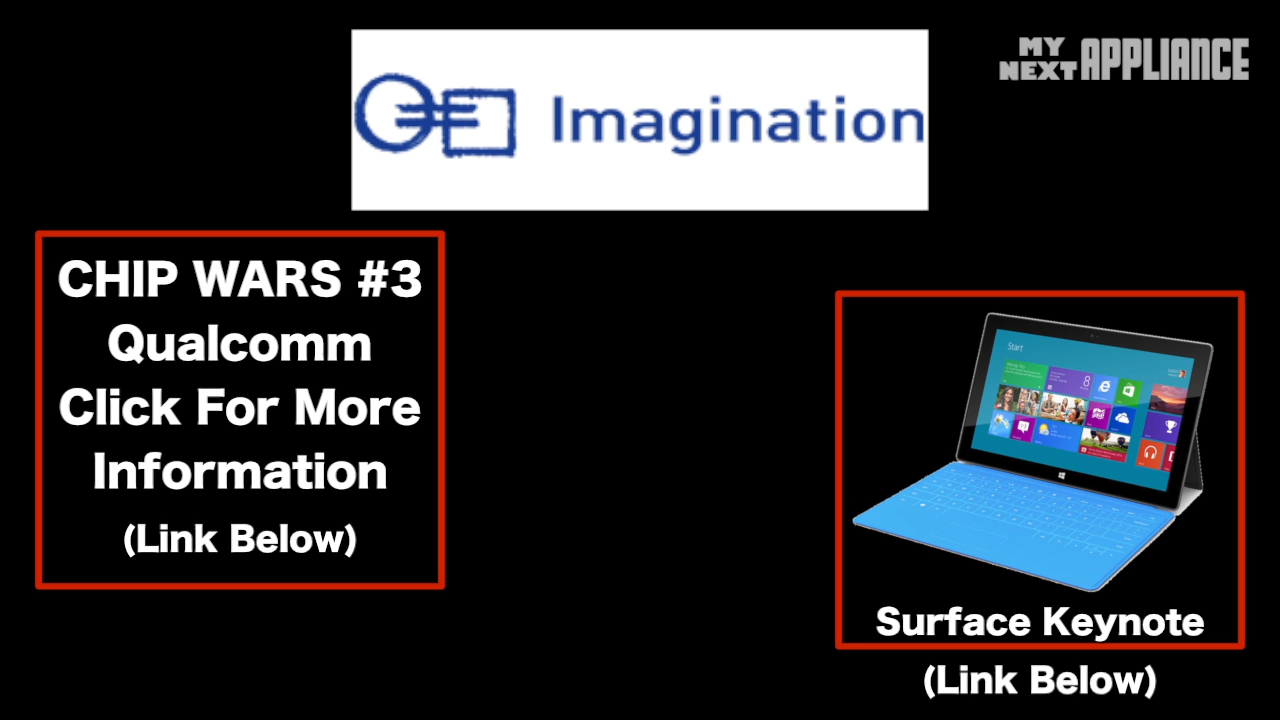 MY
NEXT APPLIANCE
Imagination
CHIP WARS #3
Qualcomm
Click For More
Information
(Link Below)
Start
8
Surface Keynote
(Link Below)